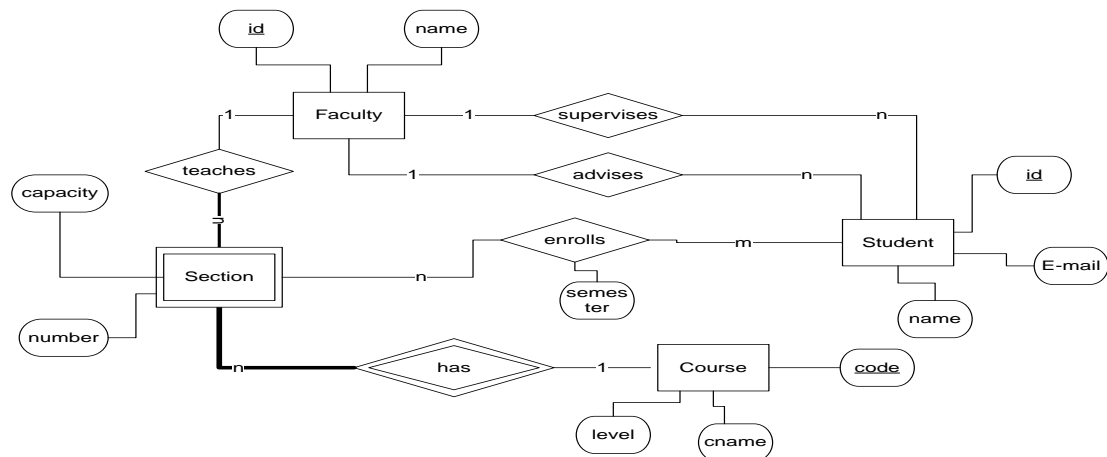 id
name
Faculty
1
1
supervises
n
teaches
1
advises
n
id
capacity
n
enrolls
m
Student
Section
n
E-mail
semes
ter
number
name
n
has
1
Course
code
level
cname